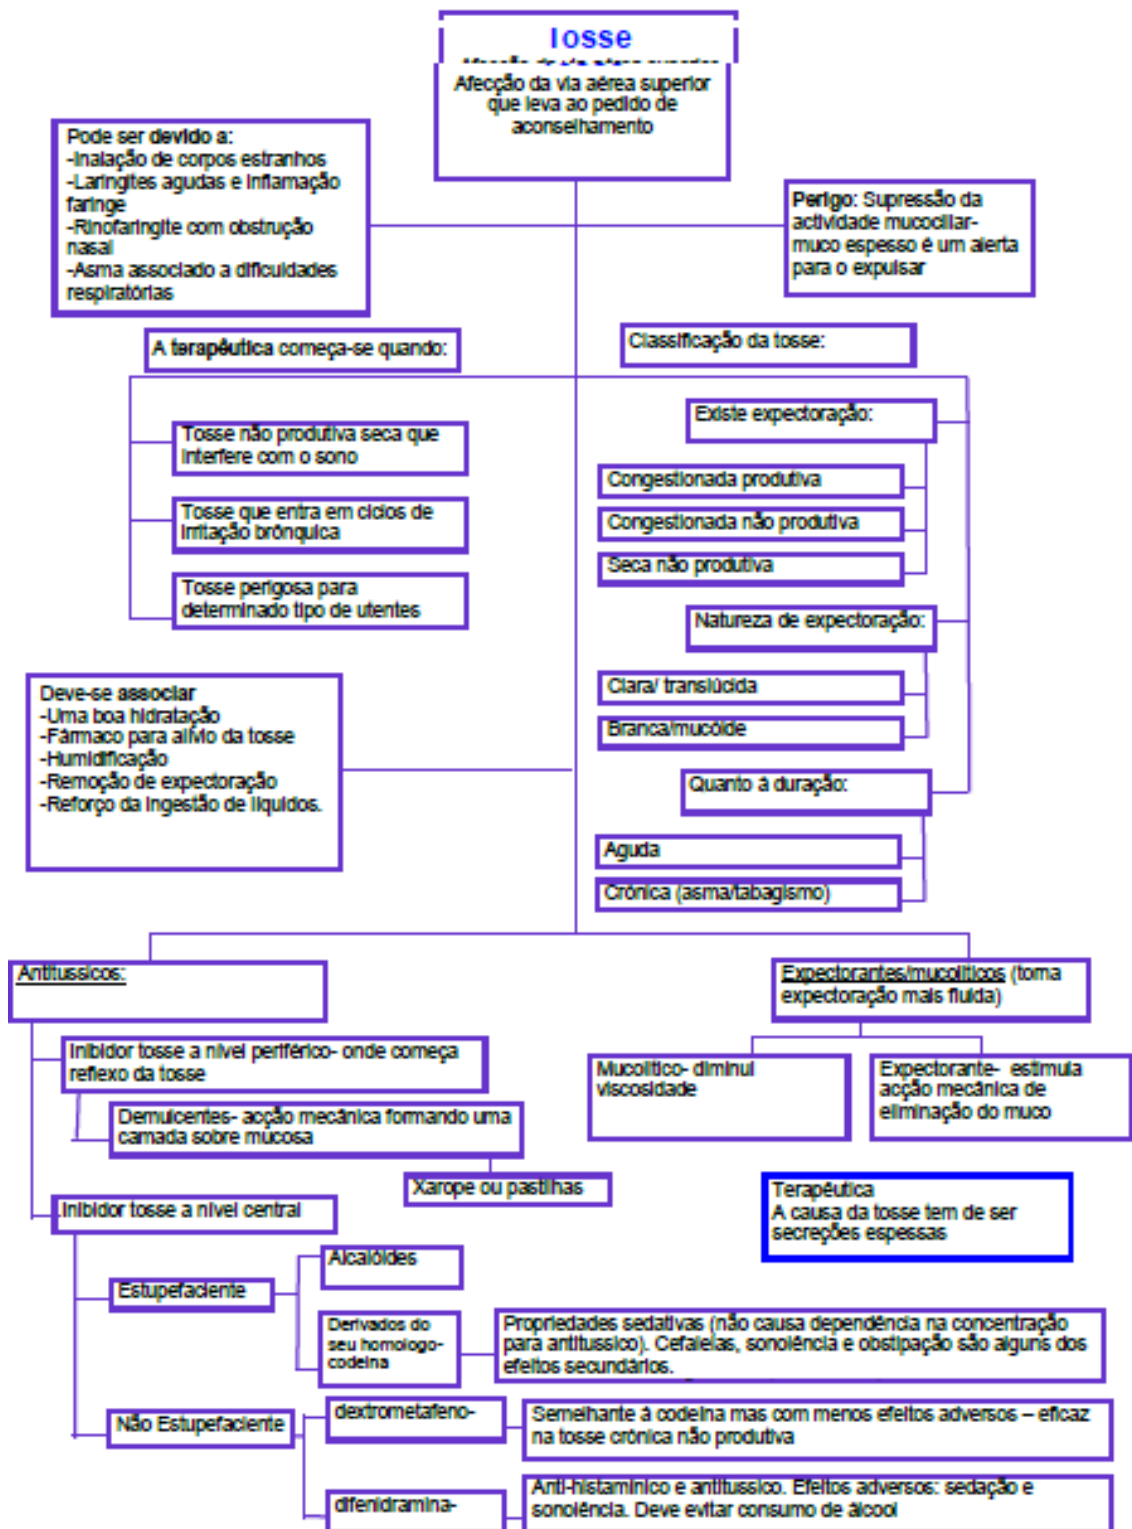 Tosse
Afecção da via aérea superior
Afecção da via aérea superior
que leva ao pedido de
aconselhamento
Pode ser devido a:
-Inalação de corpos estranhos
-Laringites agudas e inflamação
faringe
-Rinofaringite com obstrução
nasal
-Asma associado a dificuldades
respiratórias
Perigo: Supressão da
actividade mucociliar-
muco espesso é um alerta
para o expulsar
A terapêutica começa-se quando:
Classificação da tosse:
Tosse não produtiva seca que
interfere com o sono
Tosse que entra em ciclos de
irritação brônquica
Tosse perigosa para
determinado tipo de utentes
Existe expectoração:
Congestionada produtiva
Congestionada não produtiva
Seca não produtiva
Natureza de expectoração:
Clara/ translúcida
Branca/mucóide
Quanto à duração:
Aguda
Crónica (asma/tabagismo)
Deve-se associar
-Uma boa hidratação
-Fármaco para alívio da tosse
-Humidificação
-Remoção de expectoração
-Reforço da ingestão de líquidos.
Antitussicos:
Inibidor tosse a nível periférico- onde começa
reflexo da tosse
Demulcentes- acção mecânica formando uma
camada sobre mucosa
Xarope ou pastilhas
Inibidor tosse a nível central
Estupefaciente
Alcalóides
Derivados do
seu homologo-
codeína
Propriedades sedativas (não causa dependência na concentração
para antitussico). Cefaleias, sonolência e obstipação são alguns dos
efeitos secundários.
Não Estupefaciente
dextrometafeno-
Semelhante à codeína mas com menos efeitos adversos – eficaz
na tosse crónica não produtiva
difenidramina-
Anti-histamínico e antitussico. Efeitos adversos: sedação e
sonolência. Deve evitar consumo de álcool
Expectorantes/mucolíticos (torna
expectoração mais fluida)
Mucolítico- diminui
viscosidade
Expectorante- estimula
acção mecânica de
eliminação do muco
Terapêutica
A causa da tosse tem de ser
secreções espessas